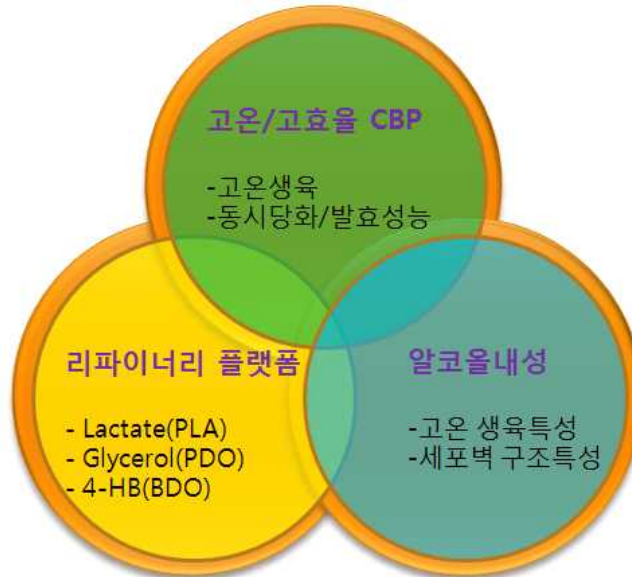 고온/고효율 CBP
-고온생육
-동시당화/발효성능
리파이너리 플랫폼
- Lactate(PLA)
- Glycerol(PDO)
- 4-HB(BDO)
알코올내성
-고온 생육특성
-세포벽 구조특성